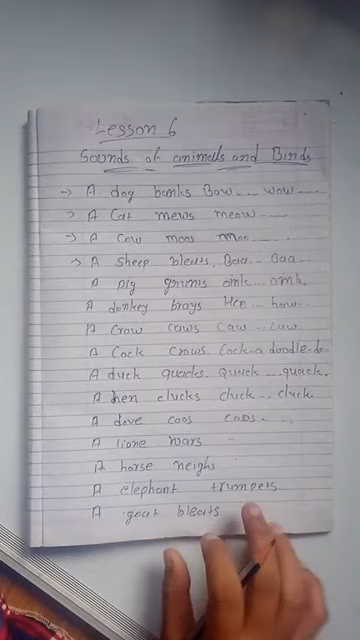 Lesson 6
Sounds of animals and Birds
→ A dog barks Bow... wow....
→ A Cat mews meow.....
→ A Cow moos moo.....
→ A Sheep bleats. Baa.. Baa...
A pig grunts oink.. oink
A donkey brays Hee... haw..
A Craw caws Caw.. caw.
A Cock Crows Cock-a doodle-do
A duck quacks. Quack....quack.
A hen clucks cluck... cluck
A dove coos coos..
A lione roars
A horse neighs
A elephant trumpets
A goat bleats